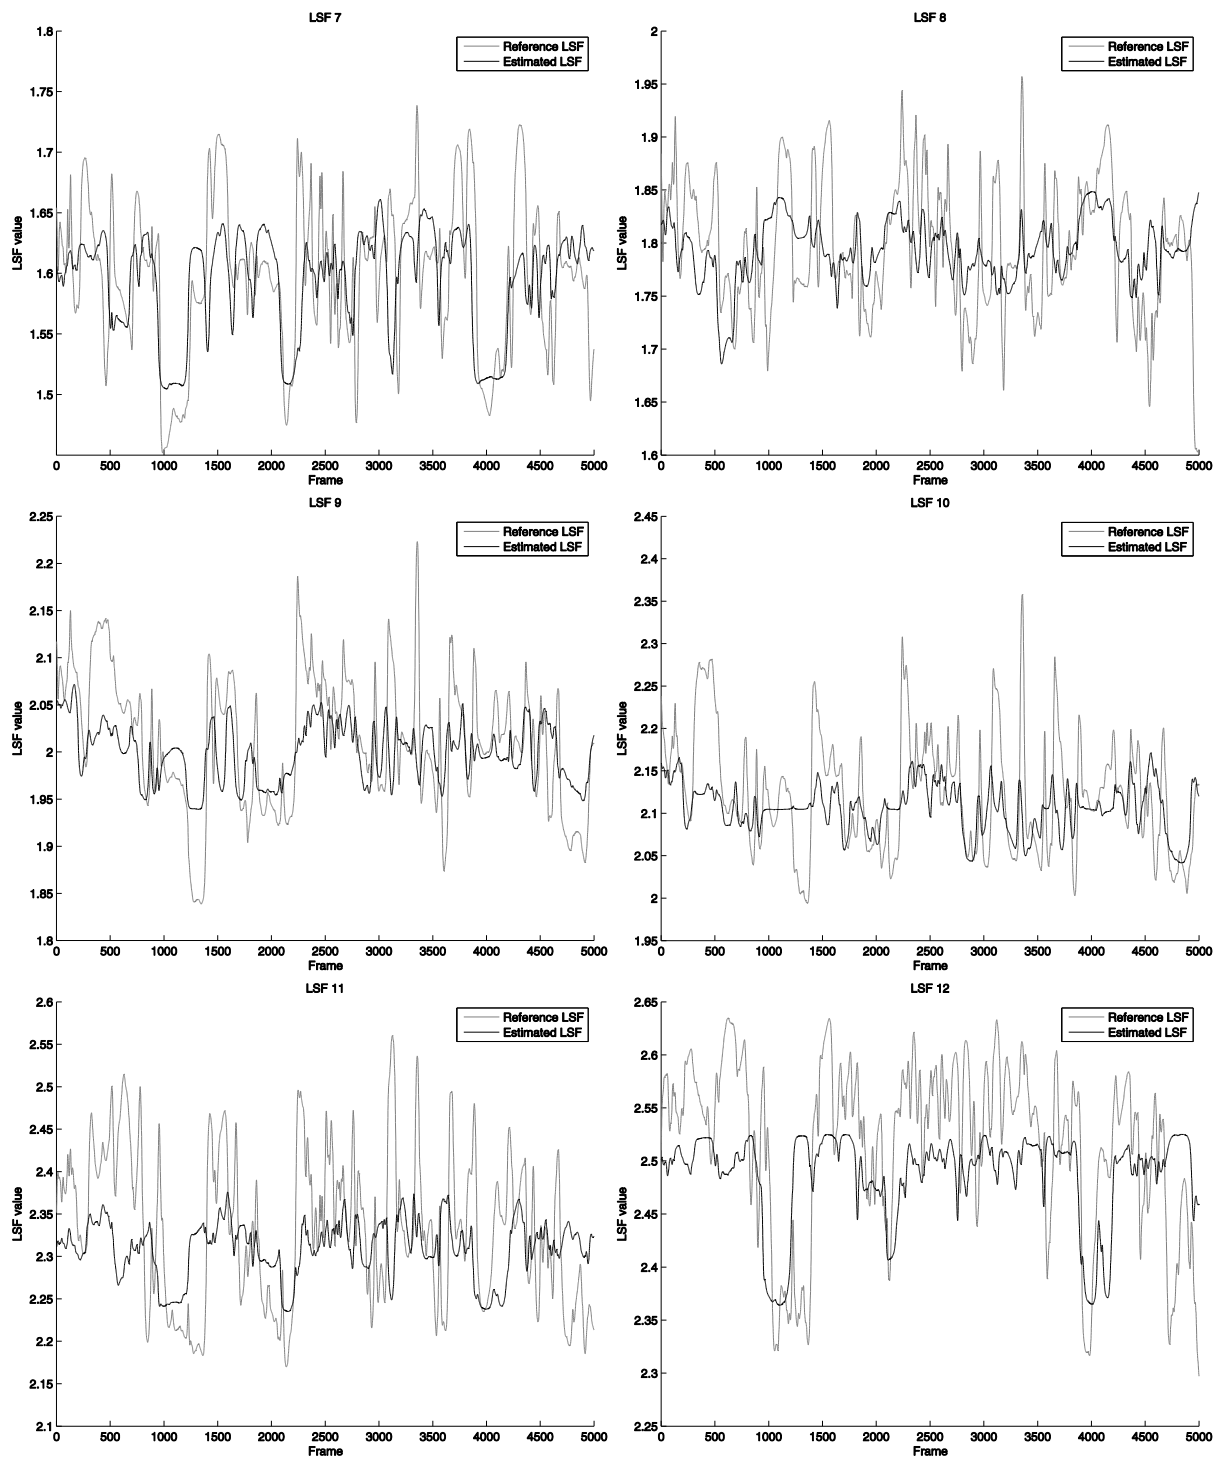 LSF 7
Reference LSF
Estimated LSF
1.8
1.75
1.7
1.65
1.6
1.55
1.5
LSF value
0 500 1000 1500 2000 2500 3000 3500 4000 4500 5000
Frame
LSF 8
Reference LSF
Estimated LSF
2
1.95
1.9
1.85
1.8
1.75
1.7
1.65
1.6
LSF value
0 500 1000 1500 2000 2500 3000 3500 4000 4500 5000
Frame
LSF 9
Reference LSF
Estimated LSF
2.25
2.2
2.15
2.1
2.05
2
1.95
1.9
1.85
1.8
LSF value
0 500 1000 1500 2000 2500 3000 3500 4000 4500 5000
Frame
LSF 10
Reference LSF
Estimated LSF
2.45
2.4
2.35
2.3
2.25
2.2
2.15
2.1
2.05
2
1.95
LSF value
0 500 1000 1500 2000 2500 3000 3500 4000 4500 5000
Frame
LSF 11
Reference LSF
Estimated LSF
2.6
2.55
2.5
2.45
2.4
2.35
2.3
2.25
2.2
2.15
2.1
LSF value
0 500 1000 1500 2000 2500 3000 3500 4000 4500 5000
Frame
LSF 12
Reference LSF
Estimated LSF
2.65
2.6
2.55
2.5
2.45
2.4
2.35
2.3
2.25
LSF value
0 500 1000 1500 2000 2500 3000 3500 4000 4500 5000
Frame